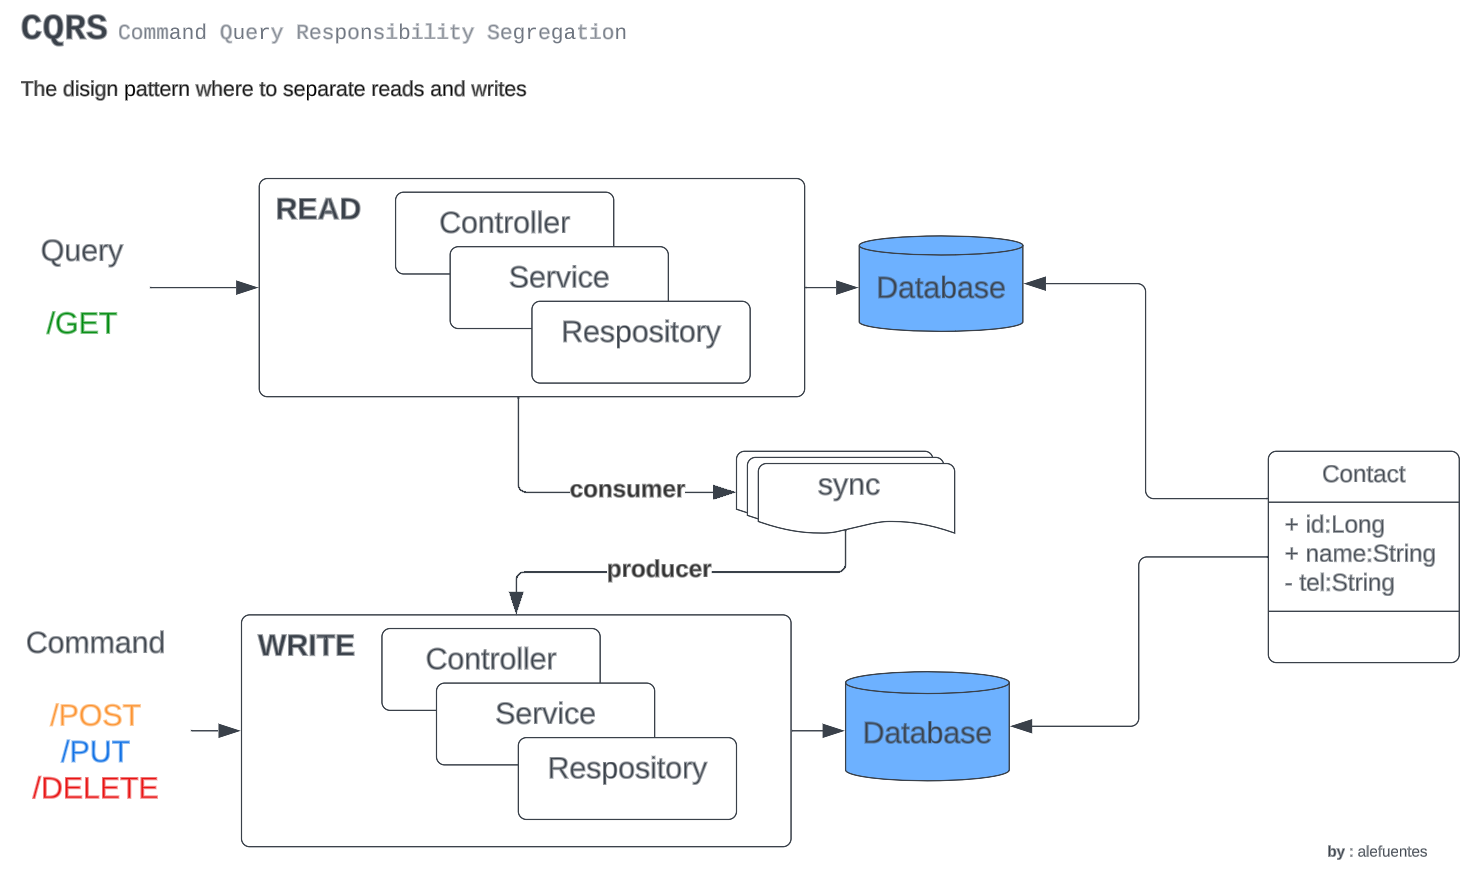 CQRS Command Query Responsibility Segregation
The disign pattern where to separate reads and writes
READ
Controller
Service
Respository
Query
/GET
Database
consumer
sync
producer
Contact
+ id:Long
+ name:String
- tel:String
WRITE
Controller
Service
Respository
Command
/POST
/PUT
/DELETE
Database
by : alefuentes